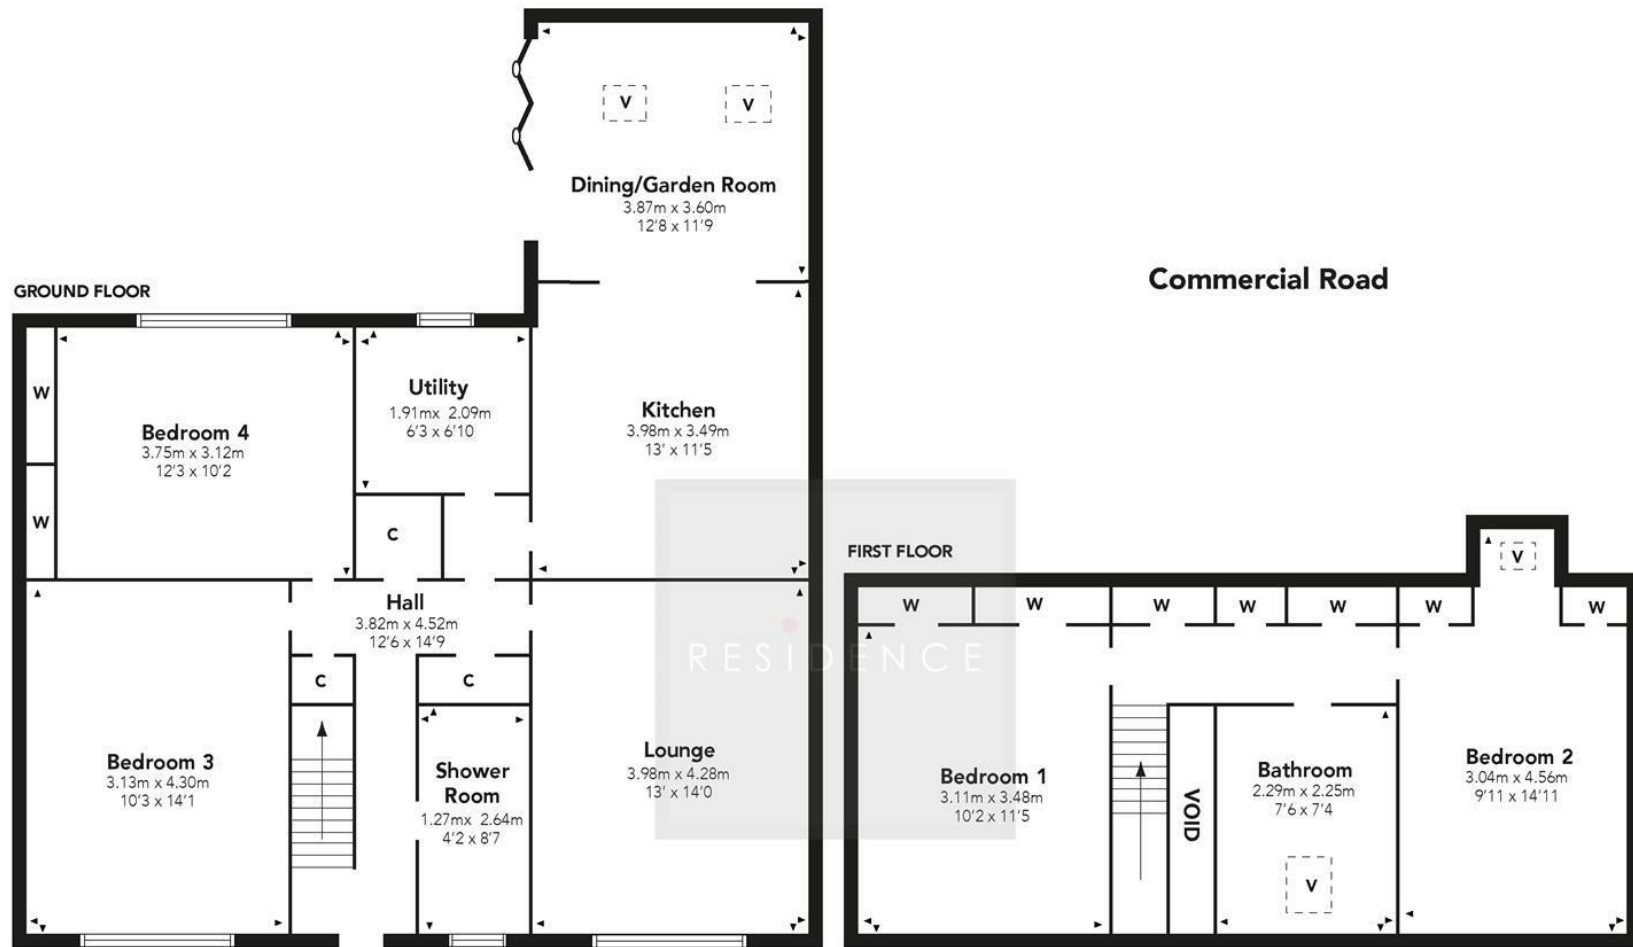 GROUND FLOOR
V
V
Dining/Garden Room
3.87m x 3.60m
12'8 x 11'9
W
W
Bedroom 4
3.75m x 3.12m
12'3 x 10'2
Utility
1.91mx 2.09m
6'3 x 6'10
C
Kitchen
3.98m x 3.49m
13' x 11'5
Hall
3.82m x 4.52m
12'6 x 14'9
C
C
Bedroom 3
3.13m x 4.30m
10'3 x 14'1
Shower
Room
1.27mx 2.64m
4'2 x 8'7
Lounge
3.98m x 4.28m
13' x 14'0
RESIDENCE
Commercial Road
FIRST FLOOR
V
W
W
W
W
W
W
W
Bedroom 1
3.11m x 3.48m
10'2 x 11'5
VOID
Bathroom
2.29m x 2.25m
7'6 x 7'4
V
Bedroom 2
3.04m x 4.56m
9'11 x 14'11